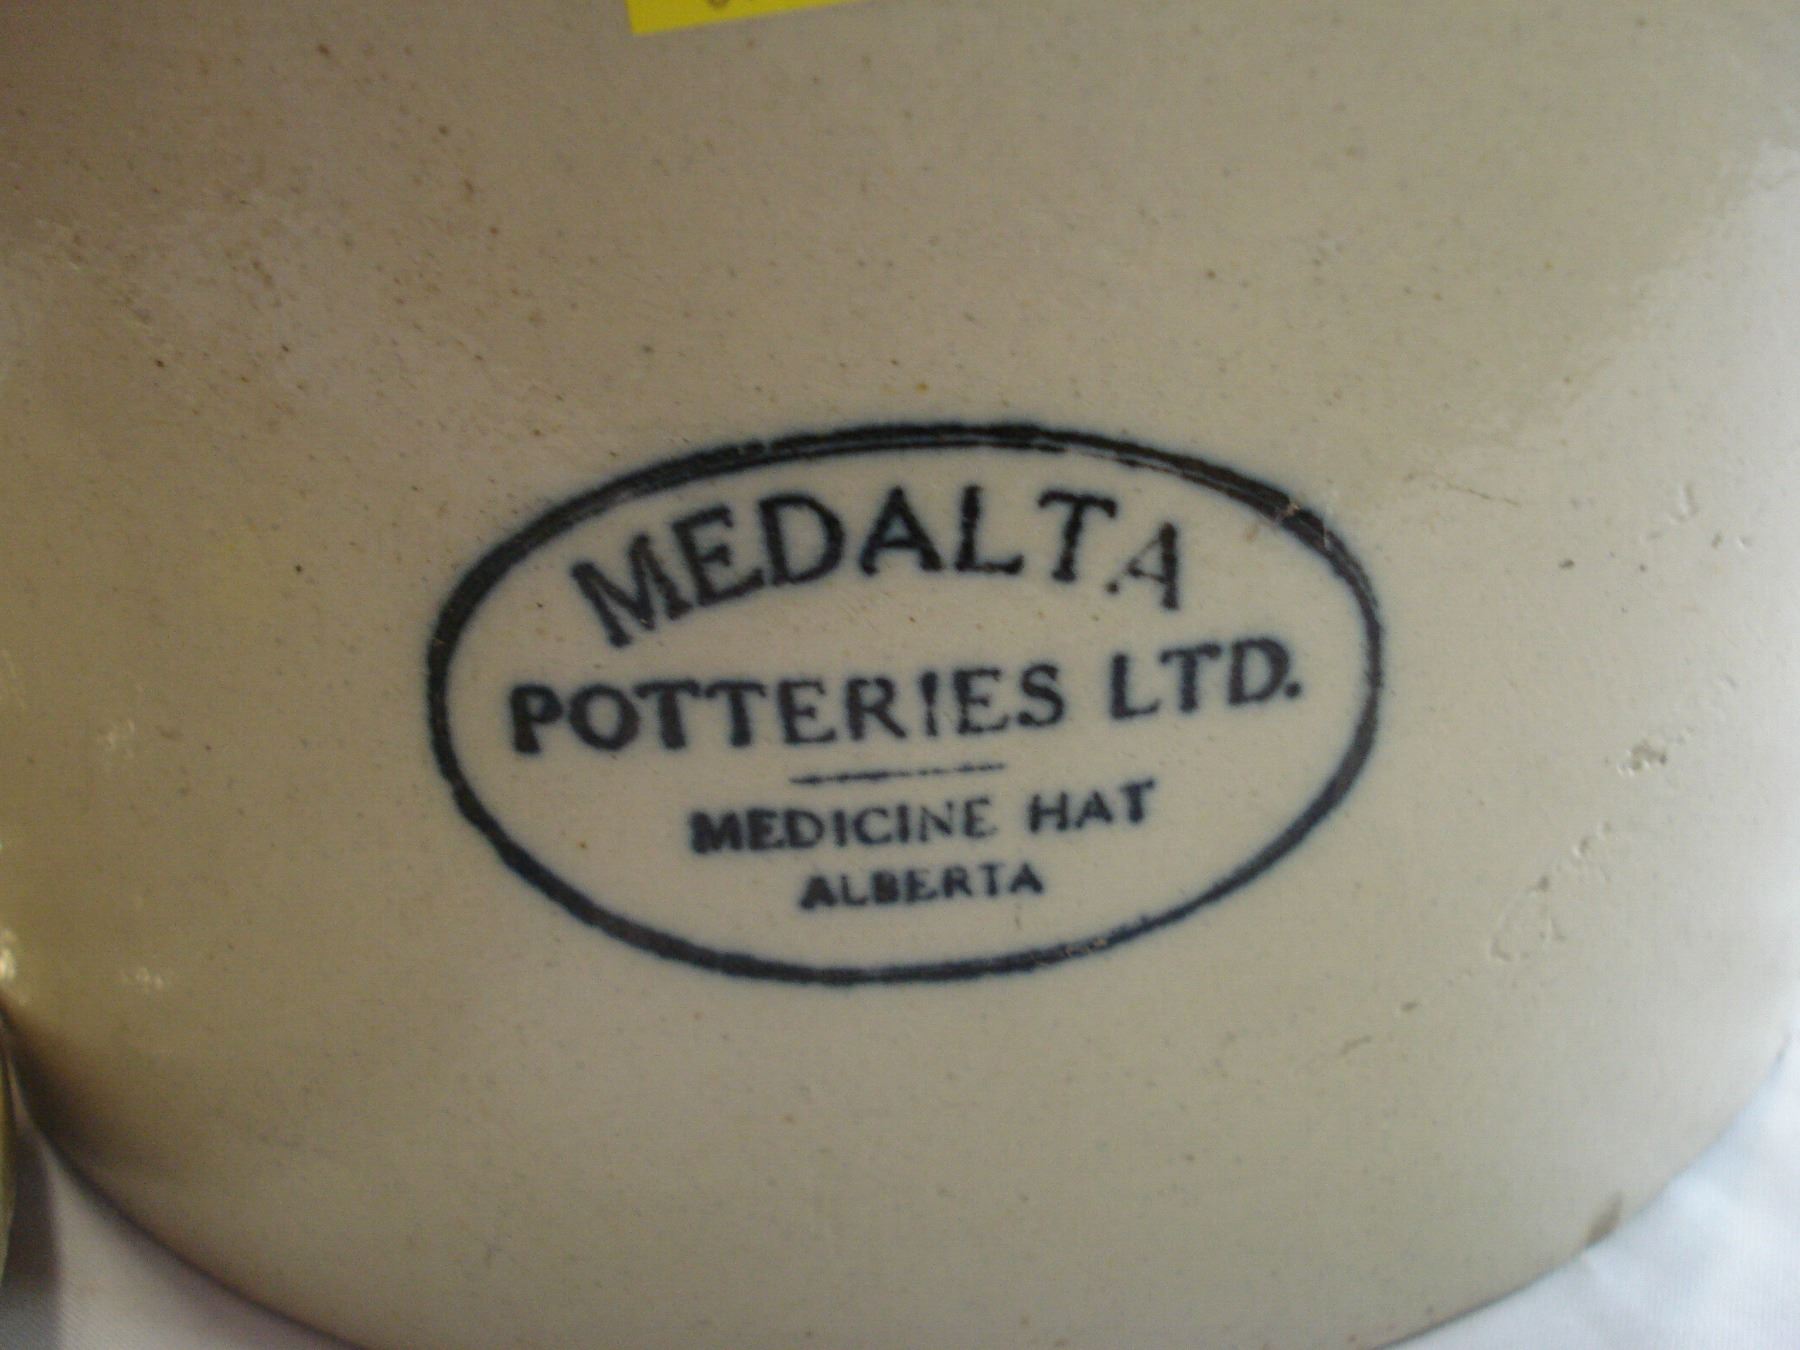 MEDALTA
POTTERIES LTD.
MEDICINE HAT
ALBERTA